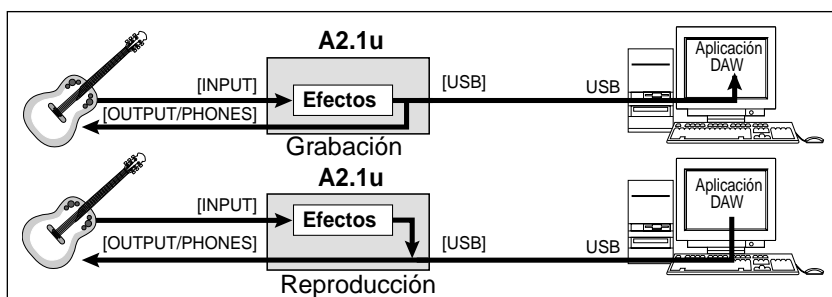 A2.1u
Aplicación
DAW
[INPUT]
[USB]
USB
Efectos
[OUTPUT/PHONES]
Grabación
A2.1u
Aplicación
DAW
[INPUT]
Efectos
[OUTPUT/PHONES]
[USB]
USB
Reproducción